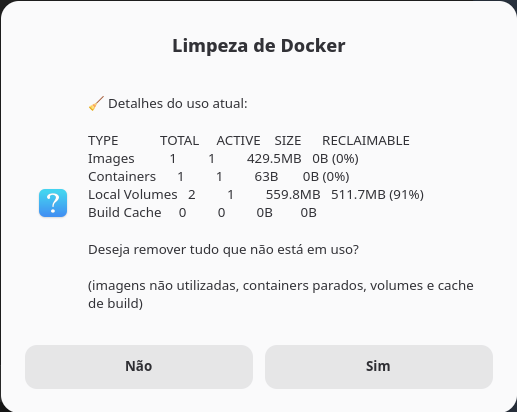 Limpeza de Docker
🧹 Detalhes do uso atual:
TYPE TOTAL ACTIVE SIZE RECLAIMABLE
Images 1 1 429.5MB 0B (0%)
Containers 1 1 63B 0B (0%)
Local Volumes 2 1 559.8MB 511.7MB (91%)
Build Cache 0 0 0B 0B
Deseja remover tudo que não está em uso?
(imagens não utilizadas, containers parados, volumes e cache
de build)
Não Sim